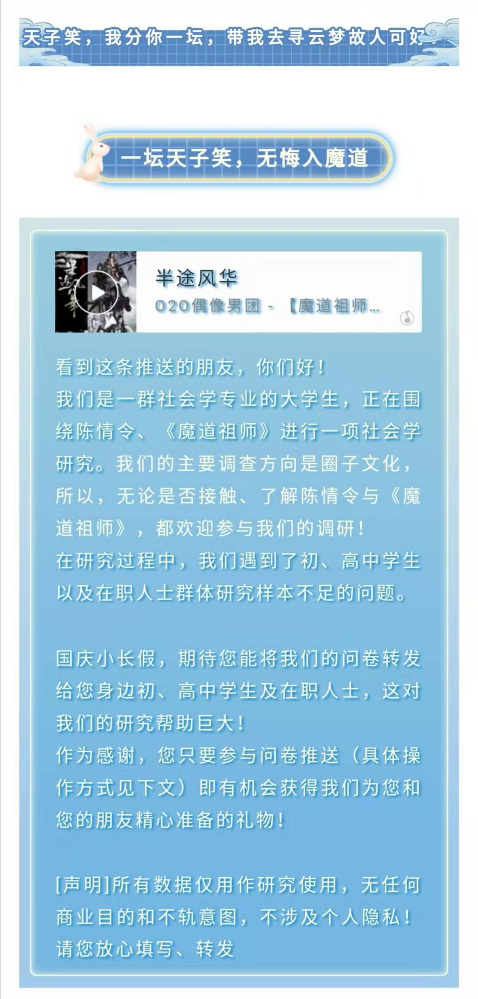 天子笑，我分你一坛，带我去寻云梦故人可好
一坛天子笑，无悔入魔道
半途风华
半途风华
O2O偶像男团 - 【魔道祖师...
看到这条推送的朋友，你们好！
我们是一群社会学专业的大学生，正在围
绕陈情令、《魔道祖师》进行一项社会学
研究。我们的主要调查方向是圈子文化，
所以，无论是否接触、了解陈情令与《魔
道祖师》，都欢迎参与我们的调研！
在研究过程中，我们遇到了初、高中学生
以及在职人士群体研究样本不足的问题。
国庆小长假，期待您能将我们的问卷转发
给您身边初、高中学生及在职人士，这对
我们的研究帮助巨大！
作为感谢，您只要参与问卷推送（具体操
作方式见下文）即有机会获得我们为您和
您的朋友精心准备的礼物！
[声明]所有数据仅用作研究使用，无任何
商业目的和不轨意图，不涉及个人隐私！
请您放心填写、转发